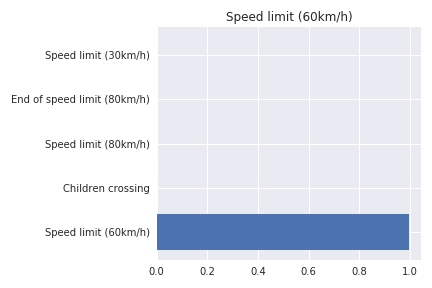 Speed limit (60km/h)
Speed limit (30km/h)
End of speed limit (80km/h)
Speed limit (80km/h)
Children crossing
Speed limit (60km/h)
0.0 0.2 0.4 0.6 0.8 1.0